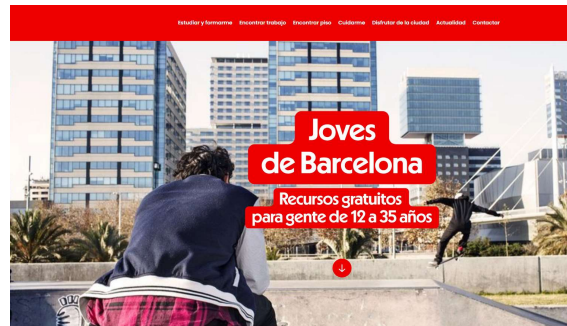 Estudiar y formarme Encontrar trabajo Encontrar piso Cuidarme Disfrutar de la ciudad Actualidad Contactar
Joves
de Barcelona
Recursos gratuitos
para gente de 12 a 35 años